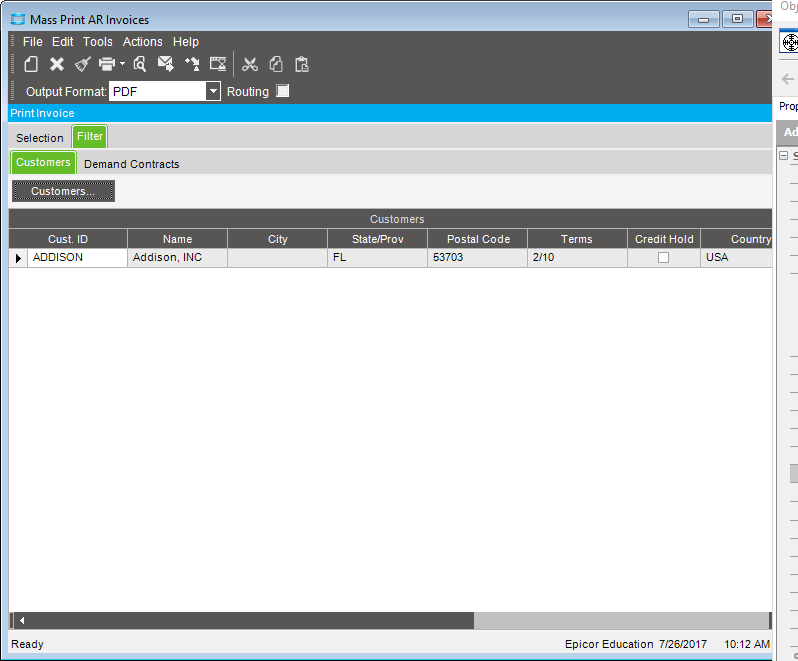 Mass Print AR Invoices
Obj
File Edit Tools Actions Help
Output Format: PDF Routing
Print Invoice
Prop
Selection Filter
Ad
Customers Demand Contracts
Customers...
Customers
Cust. ID Name City State/Prov Postal Code Terms Credit Hold Country
ADDISON Addison, INC FL 53703 2/10 USA
Ready Epicor Education 7/26/2017 10:12 AM